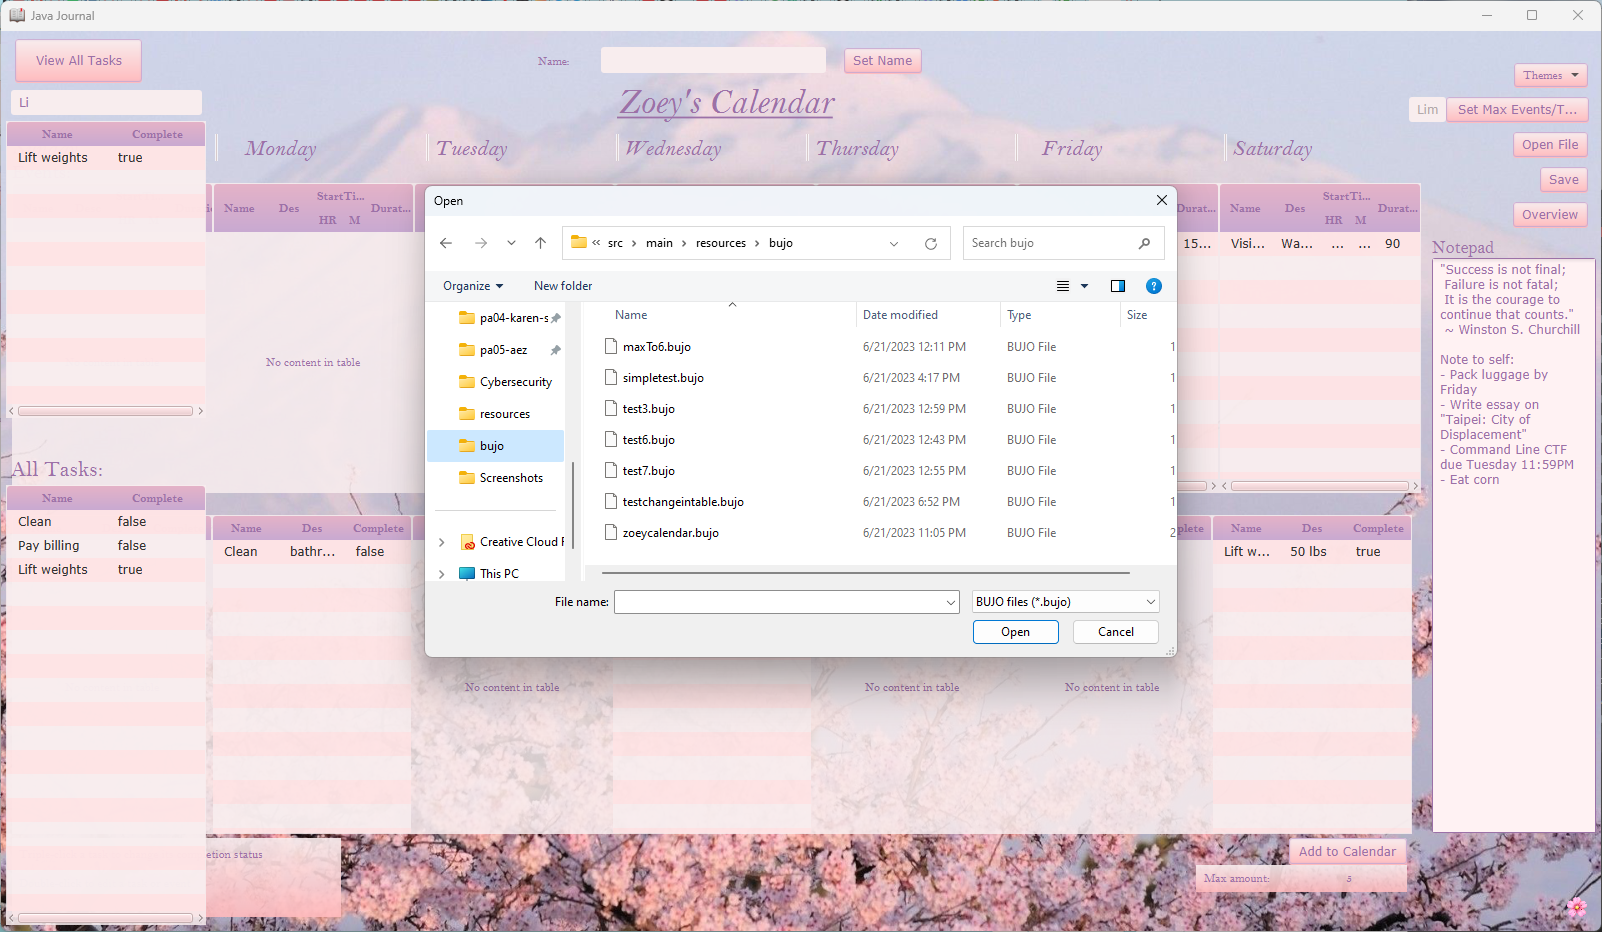 Java Journal
View All Tasks
Name:
Set Name
Themes
Li
Zoey's Calendar
Lim
Set Max Events/T...
Name Complete
Lift weights true
Monday
Tuesday
Wednesday
Thursday
Friday
Saturday
Open File
Save
Overview
Name Des StartTi... Durat...
HR M
No content in table
Durat...
15...
Name Des StartTi... Durat...
HR M
Visi... Wa... ... ... 90
Notepad
"Success is not final;
Failure is not fatal;
It is the courage to
continue that counts."
~ Winston S. Churchill
Note to self:
- Pack luggage by
Friday
- Write essay on
"Taipei: City of
Displacement"
- Command Line CTF
due Tuesday 11:59PM
- Eat corn
Open
« src > main > resources > bujo
Search bujo
Organize
New folder
?
pa04-karen-s
pa05-aez
Cybersecurity
resources
bujo
Screenshots
Creative Cloud F
This PC
Name Date modified Type Size
maxTo6.bujo 6/21/2023 12:11 PM BUJO File 1
simpletest.bujo 6/21/2023 4:17 PM BUJO File 1
test3.bujo 6/21/2023 12:59 PM BUJO File 1
test6.bujo 6/21/2023 12:43 PM BUJO File 1
test7.bujo 6/21/2023 12:55 PM BUJO File 1
testchangeintable.bujo 6/21/2023 6:52 PM BUJO File 1
zoeycalendar.bujo 6/21/2023 11:05 PM BUJO File 2
File name:
BUJO files (*.bujo)
Open
Cancel
All Tasks:
Name Complete
Clean false
Pay billing false
Lift weights true
Name Des Complete
Clean bathr... false
No content in table
No content in table
No content in table
plete
Name Des Complete
Lift w... 50 lbs true
etion status
Add to Calendar
Max amount: 5